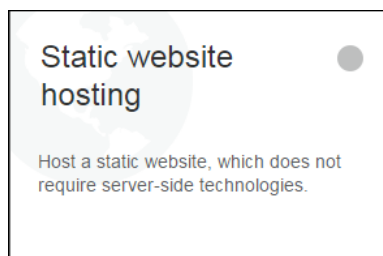 Static website
hosting
Host a static website, which does not
require server-side technologies.